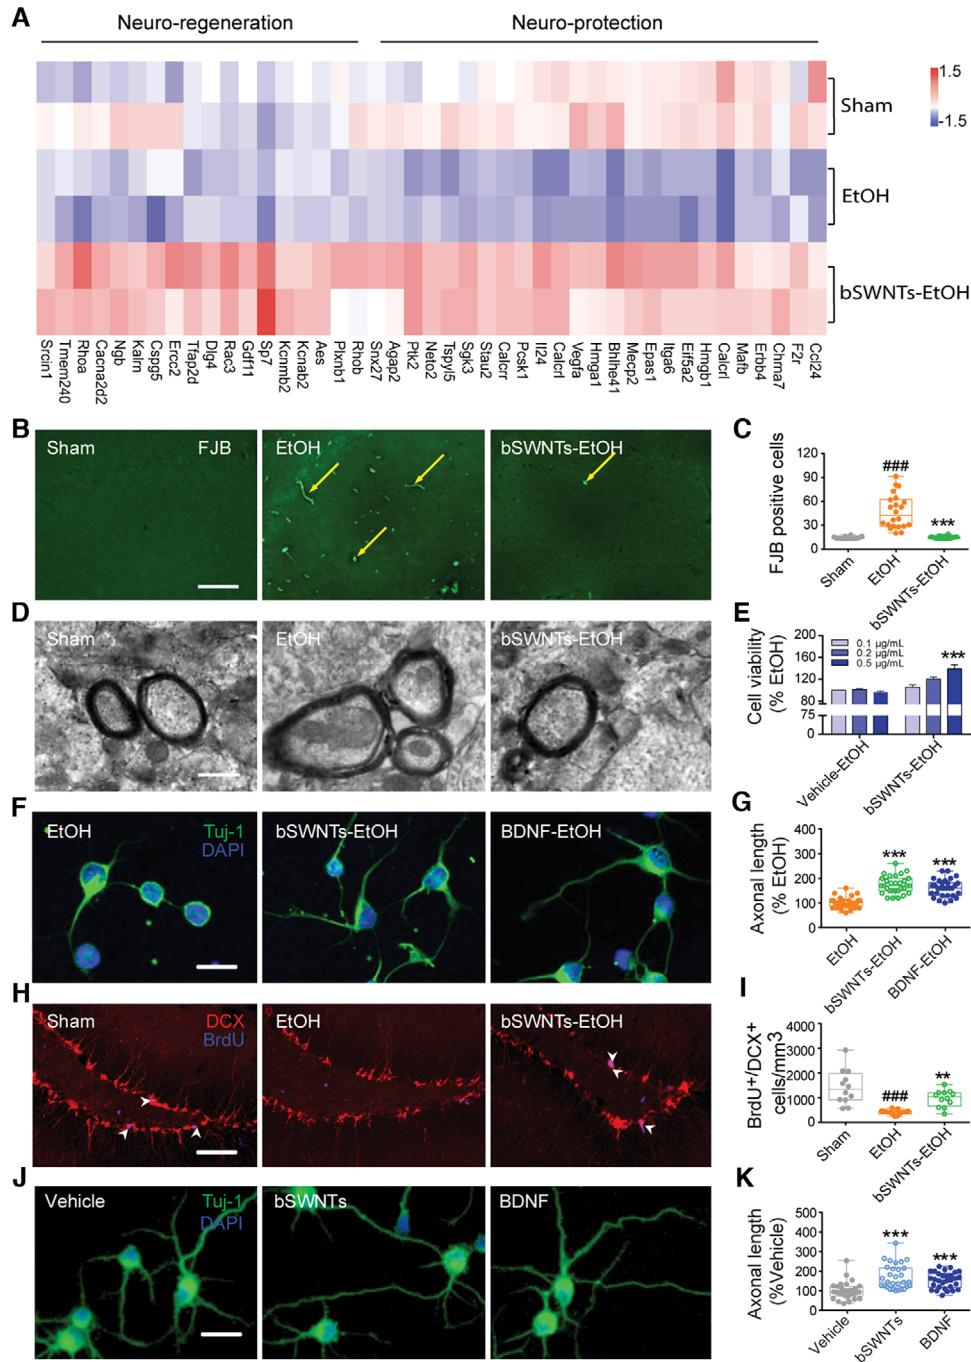 A
Neuro-regeneration
Neuro-protection
1.5
-1.5
Sham
EtOH
bSWNTs-EtOH
Srcin1
Tmem240
Rhoa
Cacna2d2
Ngb
Kalrn
Cspg5
Ercc2
Tfap2d
Dlg4
Rac3
Gdf11
Sp7
Kcnmb2
Kcnab2
Aes
Plxnb1
Rhob
Snx27
Agap2
Ptk2
Neto2
Tspyl5
Sgk3
Stau2
Calcrr
Pcsk1
Il24
Calcrl
Vegfa
Hmga1
Bhlhe41
Mecp2
Epas1
Itga6
Eif5a2
Hmgb1
Calcrl
Mafb
Erbb4
Chrna7
F2r
Ccl24
B
Sham
FJB
EtOH
bSWNTs-EtOH
C
FJB positive cells
120
90
60
30
0
###
***
Sham
EtOH
bSWNTs-EtOH
D
Sham
EtOH
bSWNTs-EtOH
E
Cell viability
(% EtOH)
200
160
120
80
75
0
0.1 µg/mL
0.2 µg/mL
0.5 µg/mL
***
Vehicle-EtOH
bSWNTs-EtOH
F
EtOH
Tuj-1
DAPI
bSWNTs-EtOH
BDNF-EtOH
G
Axonal length
(% EtOH)
400
300
200
100
0
***
***
EtOH
bSWNTs-EtOH
BDNF-EtOH
H
Sham
DCX
BrdU
EtOH
bSWNTs-EtOH
I
BrdU+/DCX+
cells/mm3
4000
3000
2000
1000
0
###
**
Sham
EtOH
bSWNTs-EtOH
J
Vehicle
Tuj-1
DAPI
bSWNTs
BDNF
K
Axonal length
(%Vehicle)
500
400
300
200
100
0
***
***
Vehicle
bSWNTs
BDNF